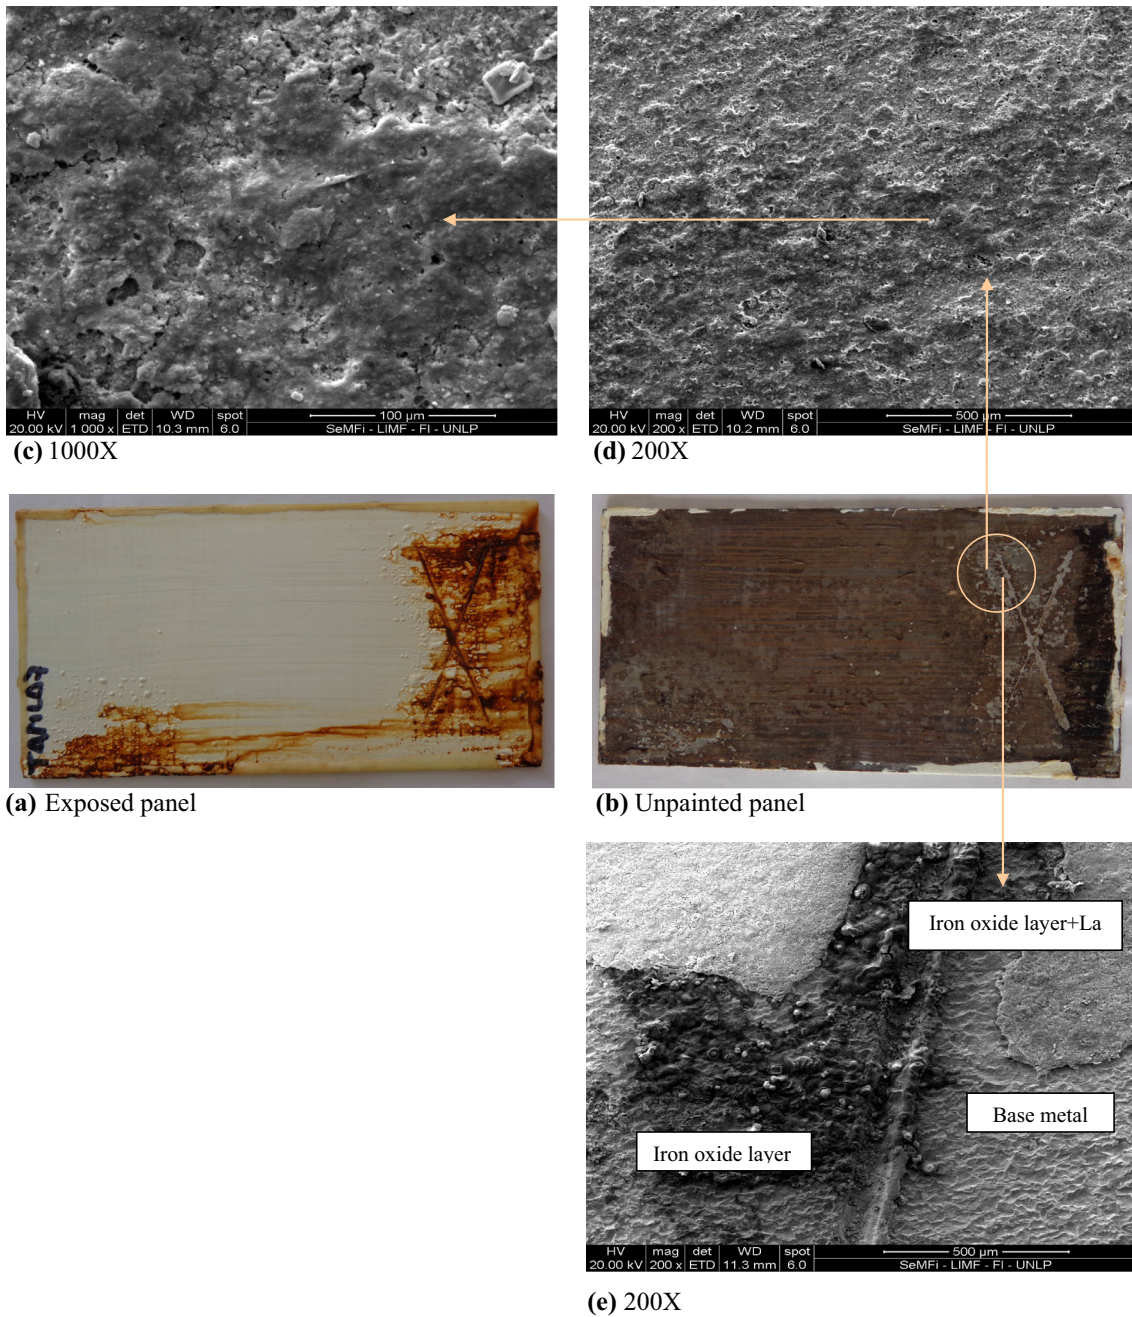 HV mag det WD spot 100 µm
20.00 kV 1 000 x ETD 10.3 mm 6.0 SeMFi - LIMF - FI - UNLP
(c) 1000X
HV mag det WD spot 500 µm
20.00 kV 200 x ETD 10.2 mm 6.0 SeMFi - LIMF - FI - UNLP
(d) 200X
(a) Exposed panel
(b) Unpainted panel
Iron oxide layer+La
Base metal
Iron oxide layer
HV mag det WD spot 500 µm
20.00 kV 200 x ETD 11.3 mm 6.0 SeMFi - LIMF - FI - UNLP
(e) 200X